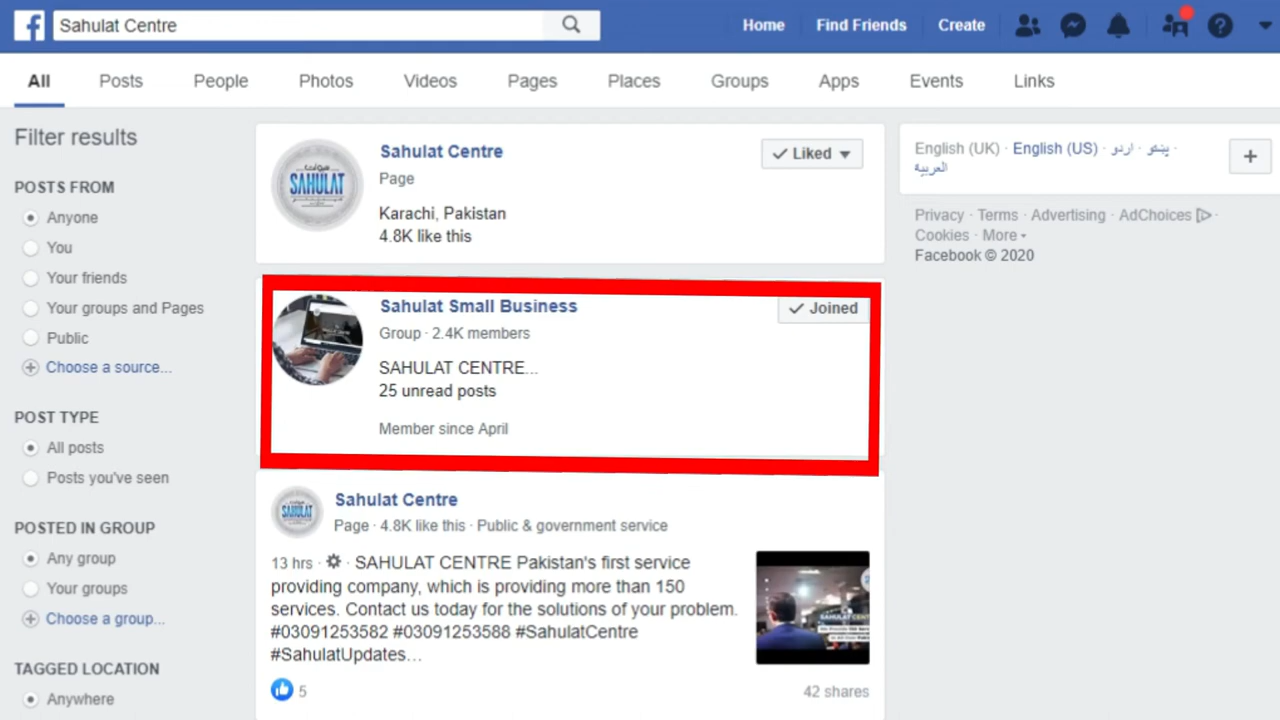 Sahulat Centre
Home
Find Friends
Create
All
Posts
People
Photos
Videos
Pages
Places
Groups
Apps
Events
Links
Filter results
POSTS FROM
Anyone
You
Your friends
Your groups and Pages
Public
Choose a source...
POST TYPE
All posts
Posts you've seen
POSTED IN GROUP
Any group
Your groups
Choose a group...
TAGGED LOCATION
Anywhere
SAHULAT
Sahulat Centre
Page
Karachi, Pakistan
4.8K like this
Liked
Sahulat Small Business
Group · 2.4K members
SAHULAT CENTRE...
25 unread posts
Member since April
Joined
SAHULAT
Sahulat Centre
Page · 4.8K like this · Public & government service
13 hrs · · SAHULAT CENTRE Pakistan's first service
providing company, which is providing more than 150
services. Contact us today for the solutions of your problem.
#03091253582 #03091253588 #SahulatCentre
#SahulatUpdates…
SAHULAT CENTRE
5
42 shares
English (UK) · English (US) · اردو · پښتو ·
العربية
Privacy · Terms · Advertising · AdChoices ·
Cookies · More
Facebook © 2020